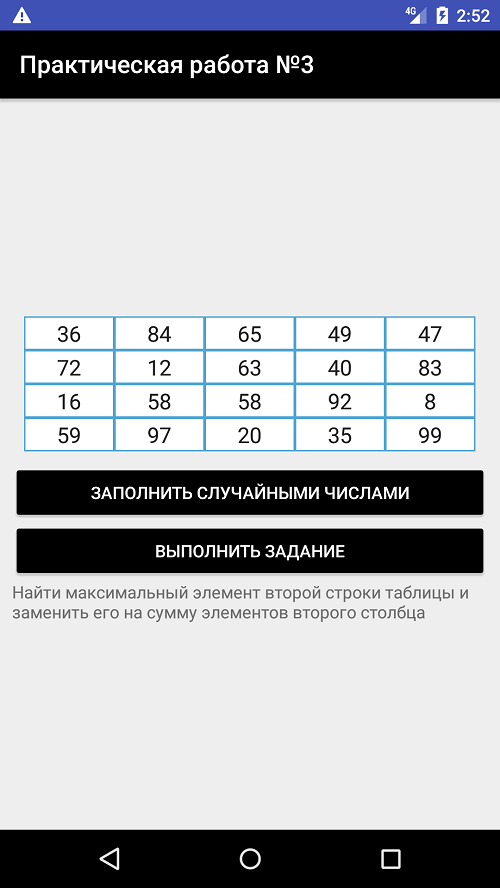 4G 2:52
Практическая работа №3
36 84 65 49 47
72 12 63 40 83
16 58 58 92 8
59 97 20 35 99
ЗАПОЛНИТЬ СЛУЧАЙНЫМИ ЧИСЛАМИ
ВЫПОЛНИТЬ ЗАДАНИЕ
Найти максимальный элемент второй строки таблицы и
заменить его на сумму элементов второго столбца